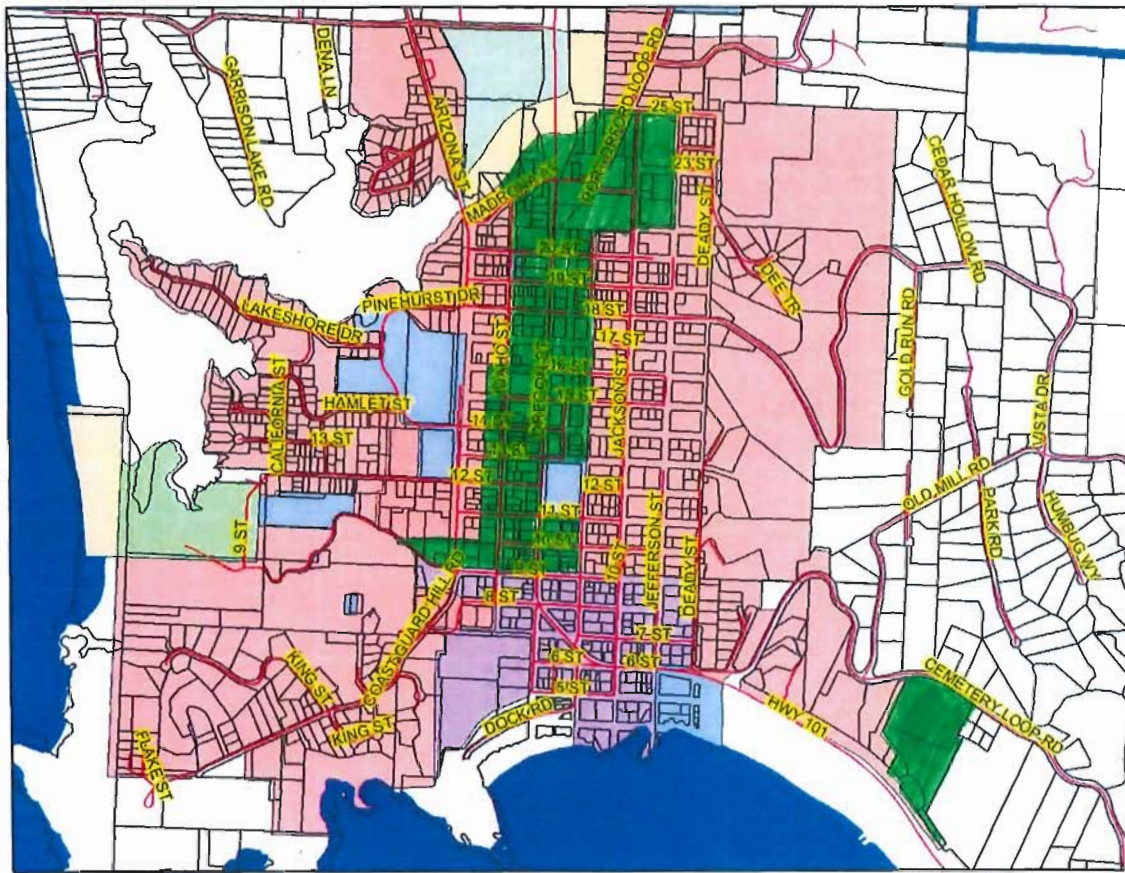 DENA LN
GARRISON LAKE RD
ARIZONA ST
PORT ORFORD LOOP RD
25 ST
23 ST
CEDAR HOLLOW RD
DEADY ST
DEE TR
19 ST
PINEHURST DR
18 ST
LAKESHORE DR
17 ST
GOLD RUN RD
IDAHO ST
OREGON ST
JACKSON ST
CALIFORNIA ST
HAMLET ST
13 ST
VISTA DR
12 ST
12 ST
OLD MILL RD
PARK RD
HUMBUG WY
11 ST
9 ST
10 ST
JEFFERSON ST
DEADY ST
COAST GUARD HILL RD
8 ST
7 ST
6 ST
6 ST
5 ST
KING ST
KING ST
DOCK RD
HWY 101
CEMETERY LOOP RD
FLAKE ST